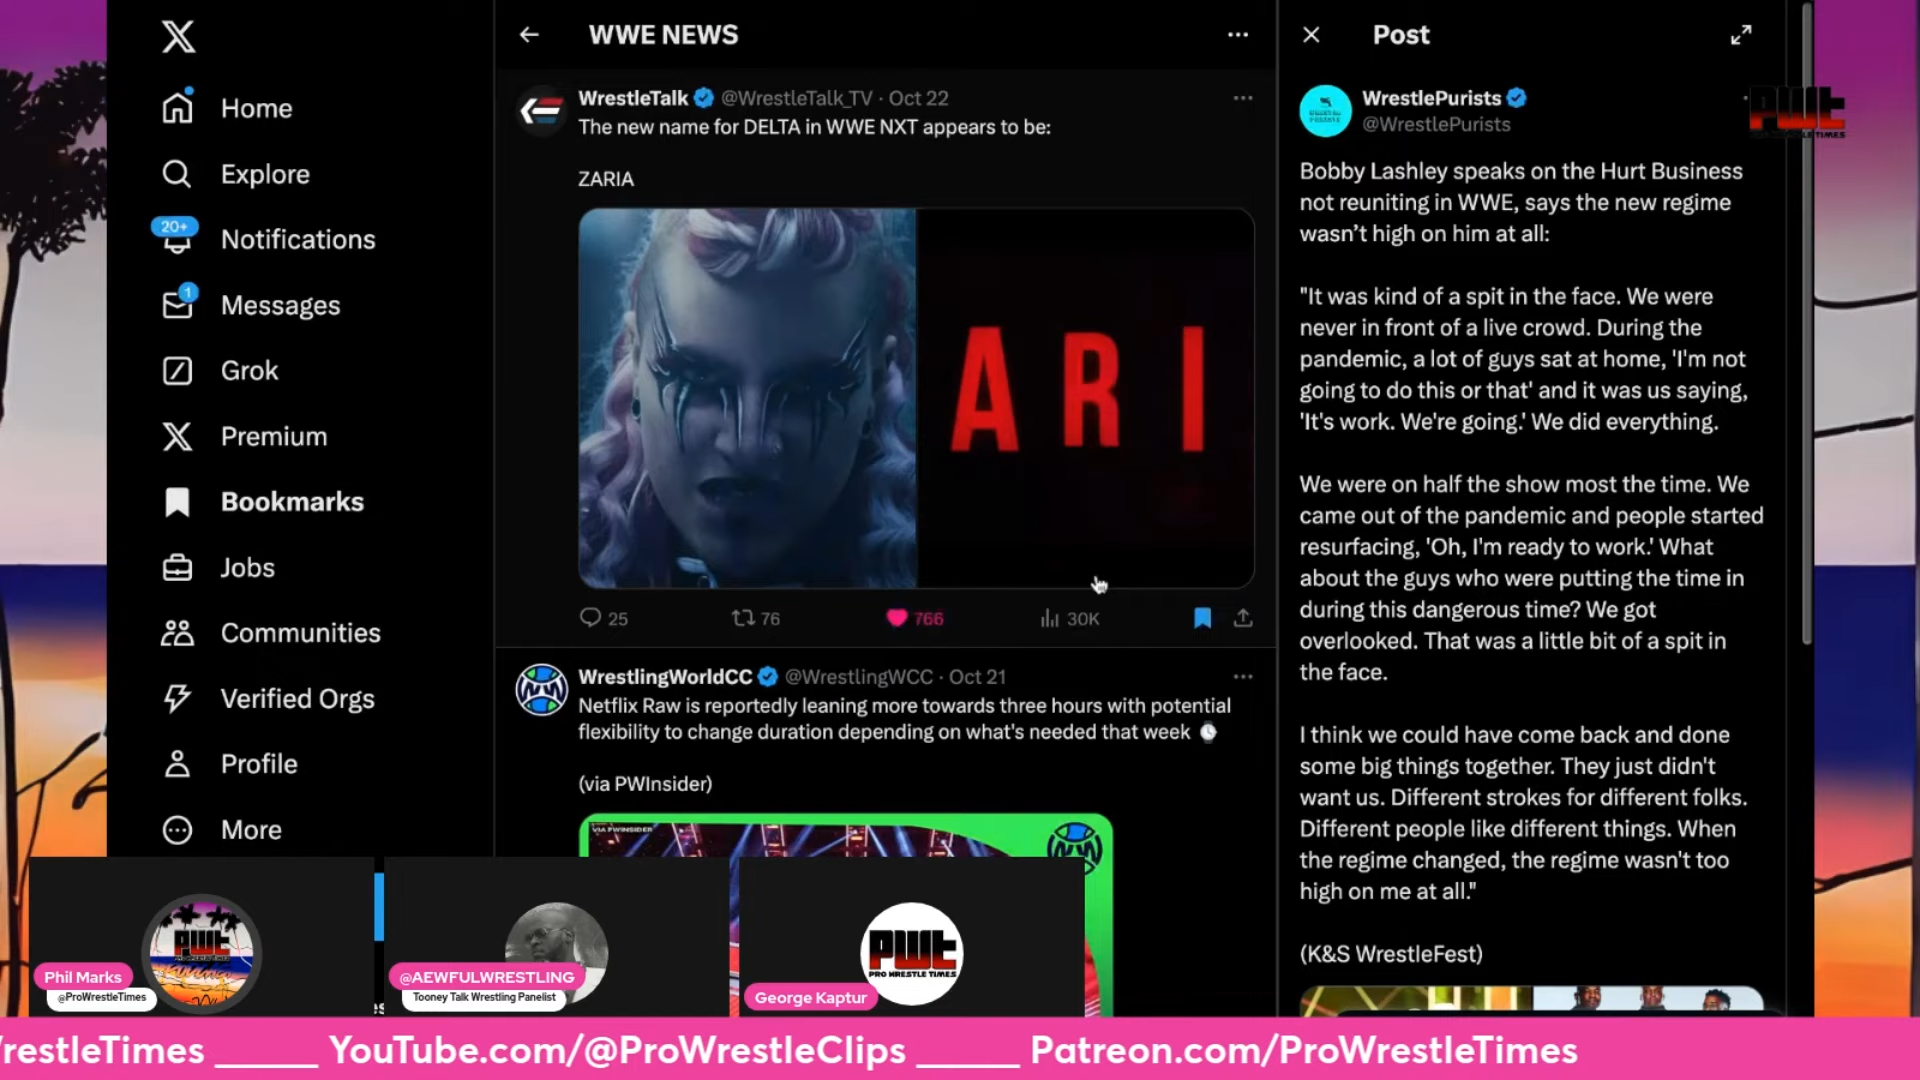 Home
Explore
20+
Notifications
1
Messages
Grok
Premium
Bookmarks
Jobs
Communities
Verified Orgs
Profile
More
WWE NEWS
WrestleTalk @WrestleTalk_TV · Oct 22
The new name for DELTA in WWE NXT appears to be:
ZARIA
ARI
25
76
766
30K
WrestlingWorldCC @WrestlingWCC · Oct 21
Netflix Raw is reportedly leaning more towards three hours with potential
flexibility to change duration depending on what's needed that week
(via PWInsider)
VIA PWINSIDER
Post
WrestlePurists
@WrestlePurists
PWT
PRO WRESTLE TIMES
Bobby Lashley speaks on the Hurt Business
not reuniting in WWE, says the new regime
wasn't high on him at all:
"It was kind of a spit in the face. We were
never in front of a live crowd. During the
pandemic, a lot of guys sat at home, 'I'm not
going to do this or that' and it was us saying,
'It's work. We're going.' We did everything.
We were on half the show most the time. We
came out of the pandemic and people started
resurfacing, 'Oh, I'm ready to work.' What
about the guys who were putting the time in
during this dangerous time? We got
overlooked. That was a little bit of a spit in
the face.
I think we could have come back and done
some big things together. They just didn't
want us. Different strokes for different folks.
Different people like different things. When
the regime changed, the regime wasn't too
high on me at all."
(K&S WrestleFest)
PWT
Phil Marks
@ProWrestleTimes
@AEWFULWRESTLING
Tooney Talk Wrestling Panelist
PWT
PRO WRESTLE TIMES
George Kaptur
restleTimes ______ YouTube.com/@ProWrestleClips ______ Patreon.com/ProWrestleTimes